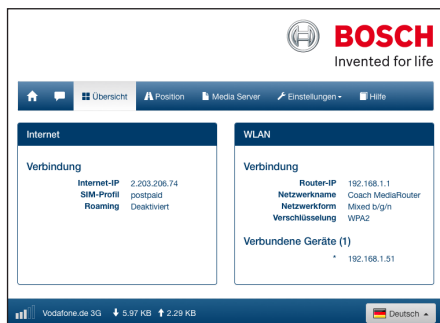 BOSCH
Invented for life
Übersicht Position Media Server Einstellungen Hilfe
Internet
Verbindung
Internet-IP 2.203.206.74
SIM-Profil postpaid
Roaming Deaktiviert
WLAN
Verbindung
Router-IP 192.168.1.1
Netzwerkname Coach MediaRouter
Netzwerkform Mixed b/g/n
Verschlüsselung WPA2
Verbundene Geräte (1)
* 192.168.1.51
Vodafone.de 3G 5.97 KB 2.29 KB Deutsch